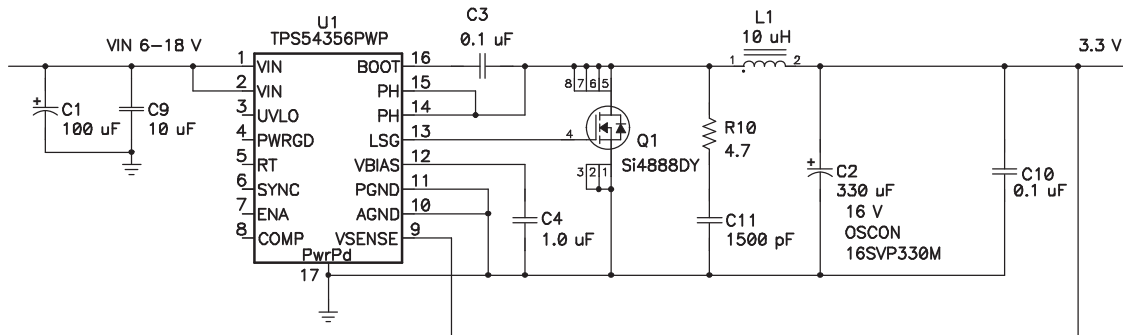 U1
TPS54356PWP
VIN 6–18 V
C3
0.1 uF
L1
10 uH
3.3 V
1 VIN
2 VIN
3 UVLO
4 PWRGD
5 RT
6 SYNC
7 ENA
8 COMP
BOOT 16
PH 15
PH 14
LSG 13
VBIAS 12
PGND 11
AGND 10
VSENSE 9
PwrPd
17
C1
100 uF
C9
10 uF
8 7 6 5
4
3 2 1
Q1
Si4888DY
1
2
R10
4.7
C4
1.0 uF
C11
1500 pF
C2
330 uF
16 V
OSCON
16SVP330M
C10
0.1 uF
+
+